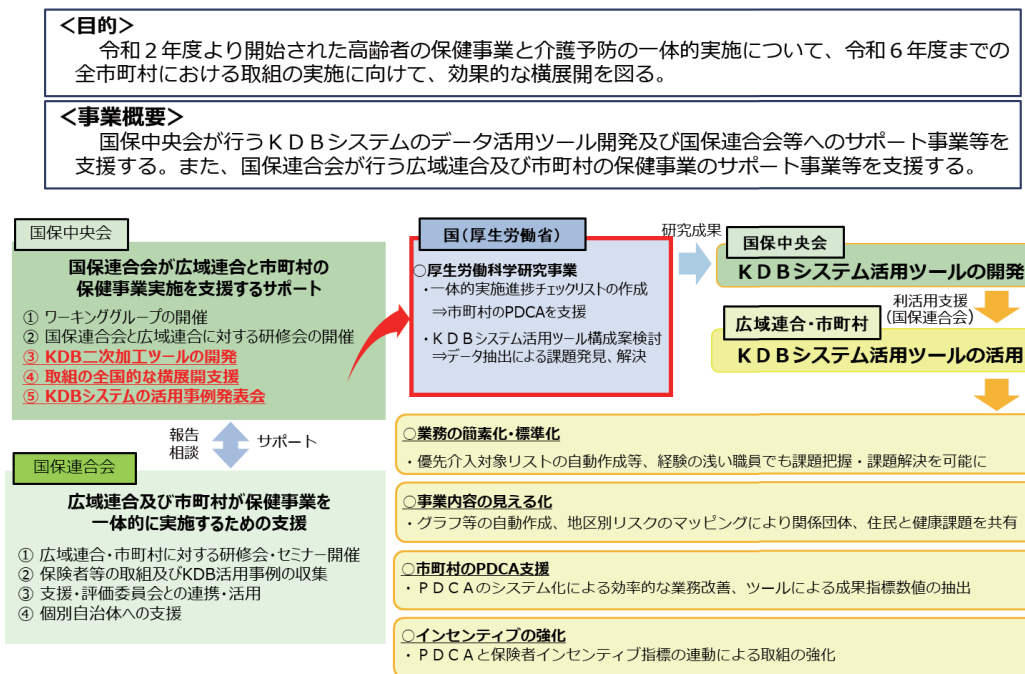 <目的>
令和２年度より開始された高齢者の保健事業と介護予防の一体的実施について、令和６年度までの
全市町村における取組の実施に向けて、効果的な横展開を図る。
<事業概要>
国保中央会が行うＫＤＢシステムのデータ活用ツール開発及び国保連合会等へのサポート事業等を
支援する。また、国保連合会が行う広域連合及び市町村の保健事業のサポート事業等を支援する。
国保中央会
国保連合会が広域連合と市町村の
保健事業実施を支援するサポート
① ワーキンググループの開催
② 国保連合会と広域連合に対する研修会の開催
③ KDB二次加工ツールの開発
④ 取組の全国的な横展開支援
⑤ KDBシステムの活用事例発表会
報告
相談
サポート
国保連合会
広域連合及び市町村が保健事業を
一体的に実施するための支援
① 広域連合・市町村に対する研修会・セミナー開催
② 保険者等の取組及びKDB活用事例の収集
③ 支援・評価委員会との連携・活用
④ 個別自治体への支援
国（厚生労働省）
○厚生労働科学研究事業
・一体的実施進捗チェックリストの作成
⇒市町村のPDCAを支援
・ＫＤＢシステム活用ツール構成案検討
⇒データ抽出による課題発見、解決
研究成果
国保中央会
ＫＤＢシステム活用ツールの開発
利活用支援
（国保連合会）
広域連合・市町村
ＫＤＢシステム活用ツールの活用
○業務の簡素化・標準化
・優先介入対象リストの自動作成等、経験の浅い職員でも課題把握・課題解決を可能に
○事業内容の見える化
・グラフ等の自動作成、地区別リスクのマッピングにより関係団体、住民と健康課題を共有
○市町村のPDCA支援
・ＰＤＣＡのシステム化による効率的な業務改善、ツールによる成果指標数値の抽出
○インセンティブの強化
・ＰＤＣＡと保険者インセンティブ指標の連動による取組の強化